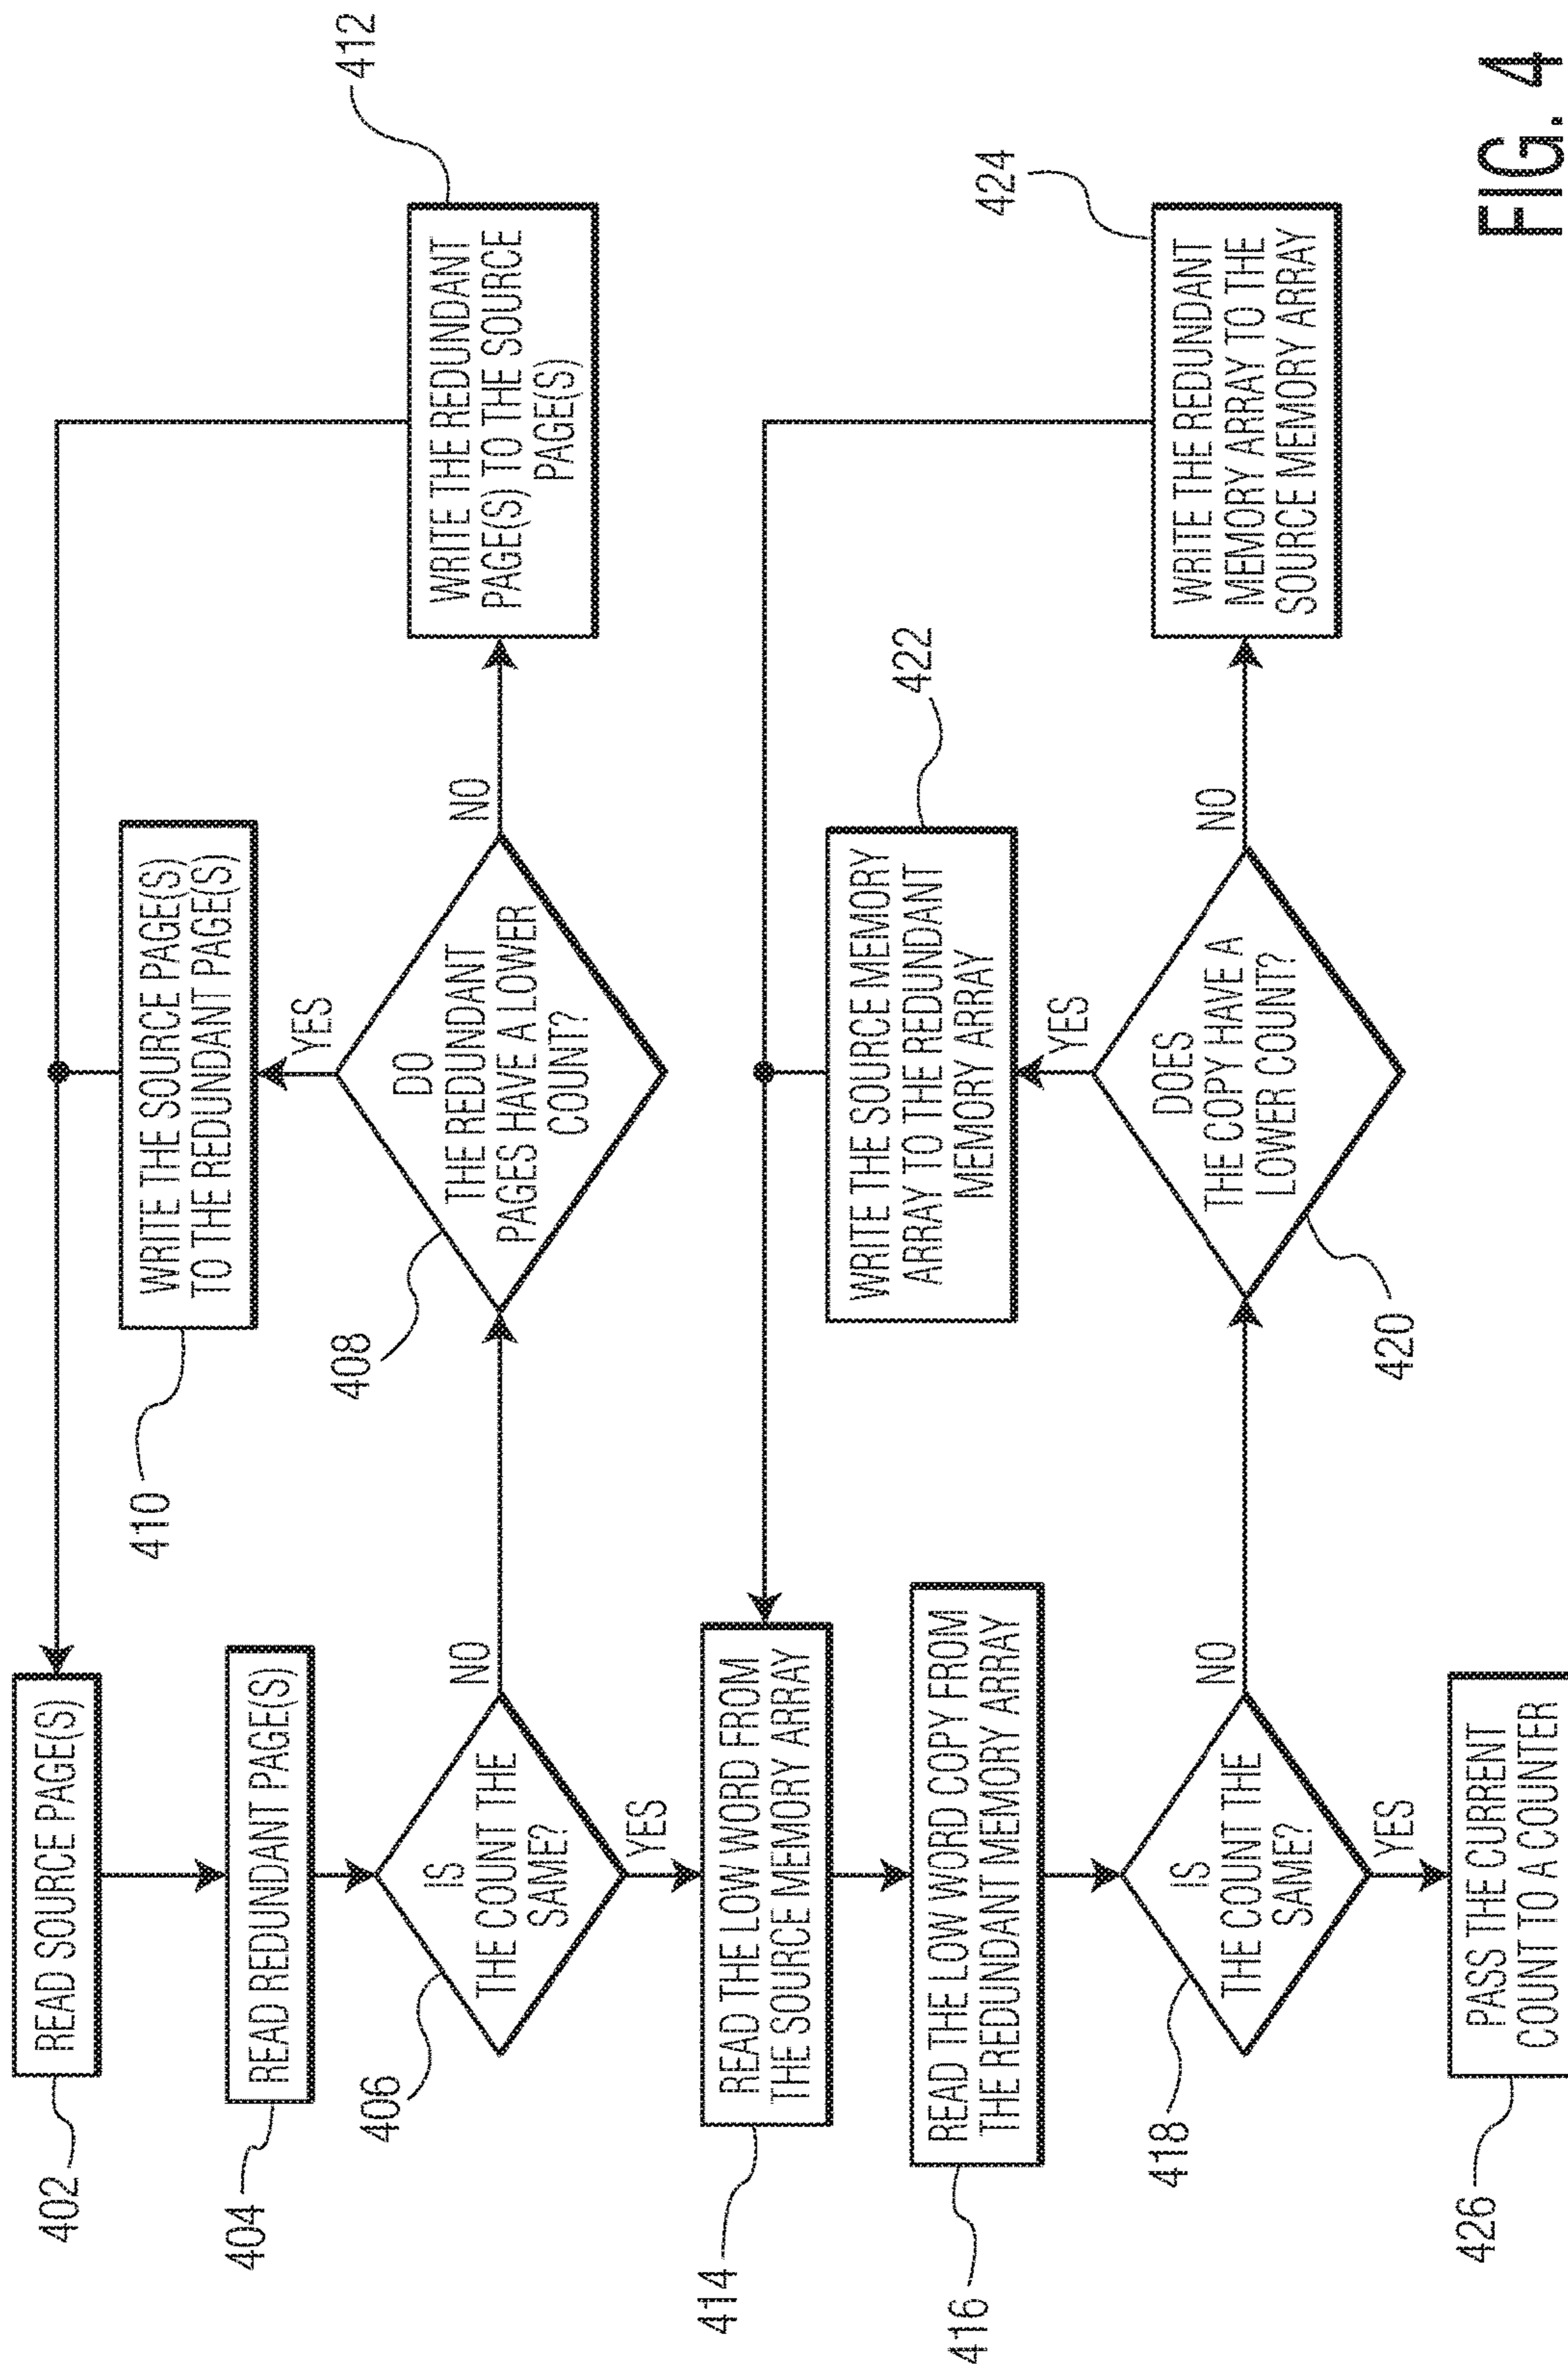 402
READ SOURCE PAGE(S)
404
READ REDUNDANT PAGE(S)
406
IS
THE COUNT THE
SAME?
NO
YES
408
DO
THE REDUNDANT
PAGES HAVE A LOWER
COUNT?
YES
NO
410
WRITE THE SOURCE PAGE(S)
TO THE REDUNDANT PAGE(S)
412
WRITE THE REDUNDANT
PAGE(S) TO THE SOURCE
PAGE(S)
414
READ THE LOW WORD FROM
THE SOURCE MEMORY ARRAY
416
READ THE LOW WORD COPY FROM
THE REDUNDANT MEMORY ARRAY
418
IS
THE COUNT THE
SAME?
NO
YES
420
DOES
THE COPY HAVE A
LOWER COUNT?
YES
NO
422
WRITE THE SOURCE MEMORY
ARRAY TO THE REDUNDANT
MEMORY ARRAY
424
WRITE THE REDUNDANT
MEMORY ARRAY TO THE
SOURCE MEMORY ARRAY
426
PASS THE CURRENT
COUNT TO A COUNTER
FIG. 4